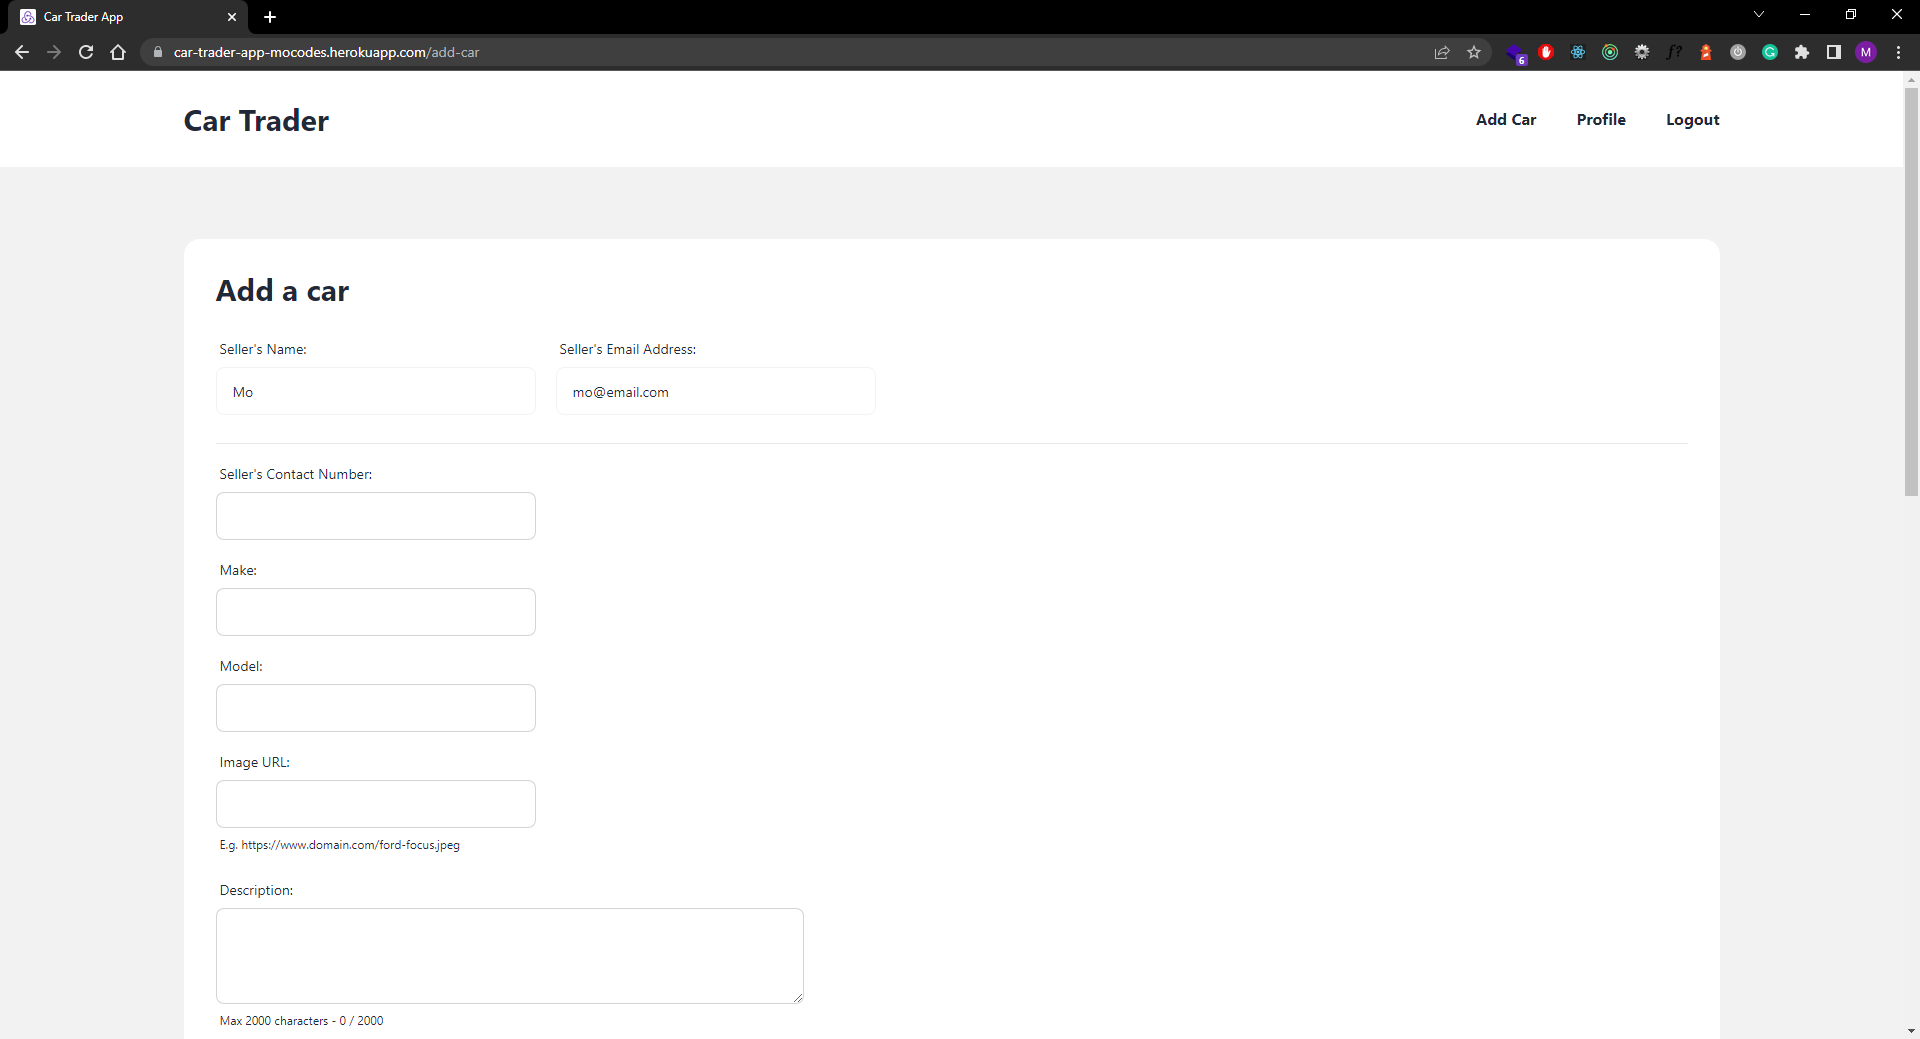 Car Trader App
car-trader-app-mocodes.herokuapp.com/add-car
6
f?
G
M
Car Trader
Add Car Profile Logout
Add a car
Seller's Name: Seller's Email Address:
Mo mo@email.com
Seller's Contact Number:
Make:
Model:
Image URL:
E.g. https://www.domain.com/ford-focus.jpeg
Description:
Max 2000 characters - 0 / 2000